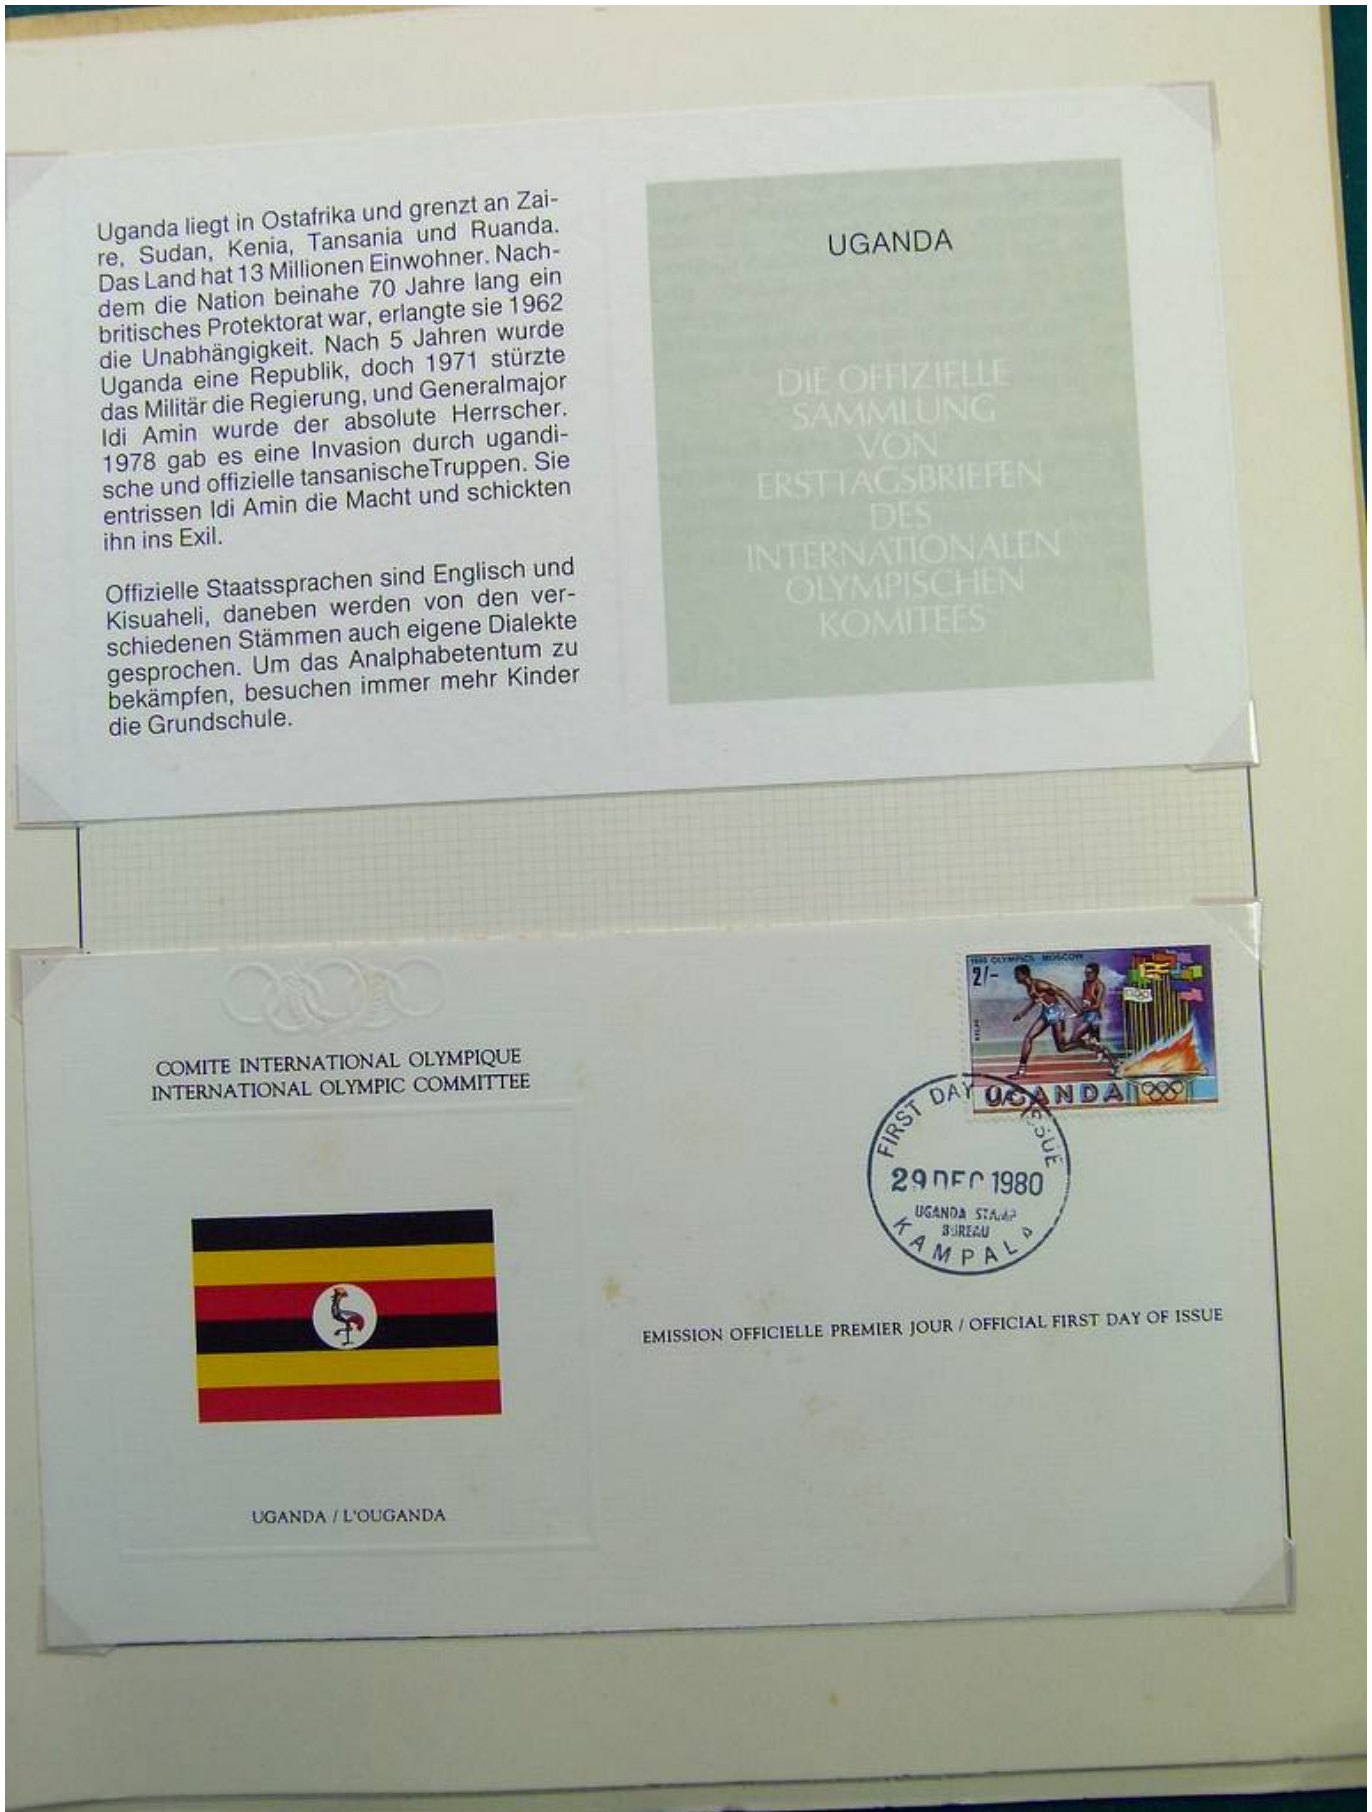 Uganda liegt in Ostafrika und grenzt an Zai-
re, Sudan, Kenia, Tansania und Ruanda.
Das Land hat 13 Millionen Einwohner. Nach-
dem die Nation beinahe 70 Jahre lang ein
britisches Protektorat war, erlangte sie 1962
die Unabhängigkeit. Nach 5 Jahren wurde
Uganda eine Republik, doch 1971 stürzte
das Militär die Regierung, und Generalmajor
Idi Amin wurde der absolute Herrscher.
1978 gab es eine Invasion durch ugandi-
sche und offizielle tansanische Truppen. Sie
entrissen Idi Amin die Macht und schickten
ihn ins Exil.
Offizielle Staatssprachen sind Englisch und
Kisuaheli, daneben werden von den ver-
schiedenen Stämmen auch eigene Dialekte
gesprochen. Um das Analphabetentum zu
bekämpfen, besuchen immer mehr Kinder
die Grundschule.
UGANDA
DIE OFFIZIELLE
SAMMLUNG
VON
ERSTTAGSBRIEFEN
DES
INTERNATIONALEN
OLYMPISCHEN
KOMITEES
COMITE INTERNATIONAL OLYMPIQUE
INTERNATIONAL OLYMPIC COMMITTEE
UGANDA / L'OUGANDA
1980 OLYMPICS MOSCOW
2/-
RELAY
UGANDA
FIRST DAY OF ISSUE
29 DEC 1980
UGANDA STAMP
BUREAU
KAMPALA
EMISSION OFFICIELLE PREMIER JOUR / OFFICIAL FIRST DAY OF ISSUE